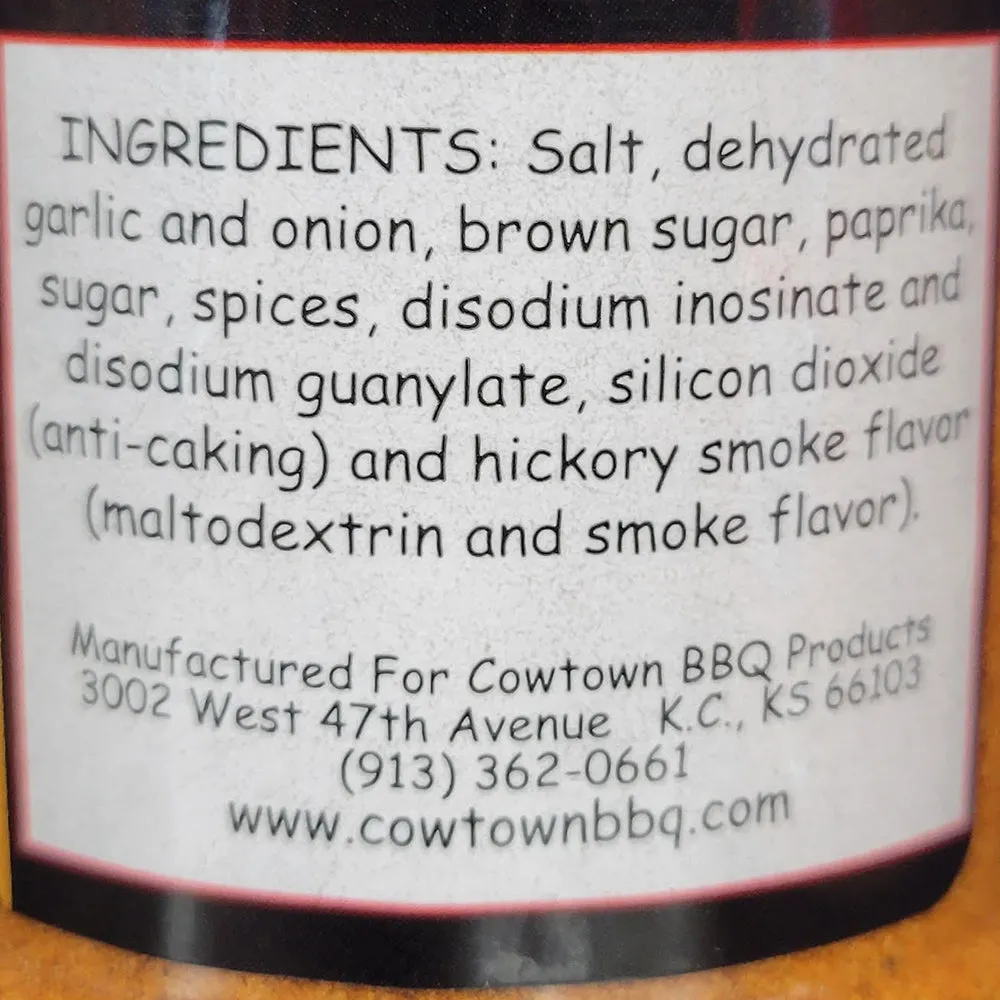 INGREDIENTS: Salt, dehydrated
garlic and onion, brown sugar, paprika,
sugar, spices, disodium inosinate and
disodium guanylate, silicon dioxide
(anti-caking) and hickory smoke flavor
(maltodextrin and smoke flavor).
Manufactured For Cowtown BBQ Products
3002 West 47th Avenue K.C., KS 66103
(913) 362-0661
www.cowtownbbq.com